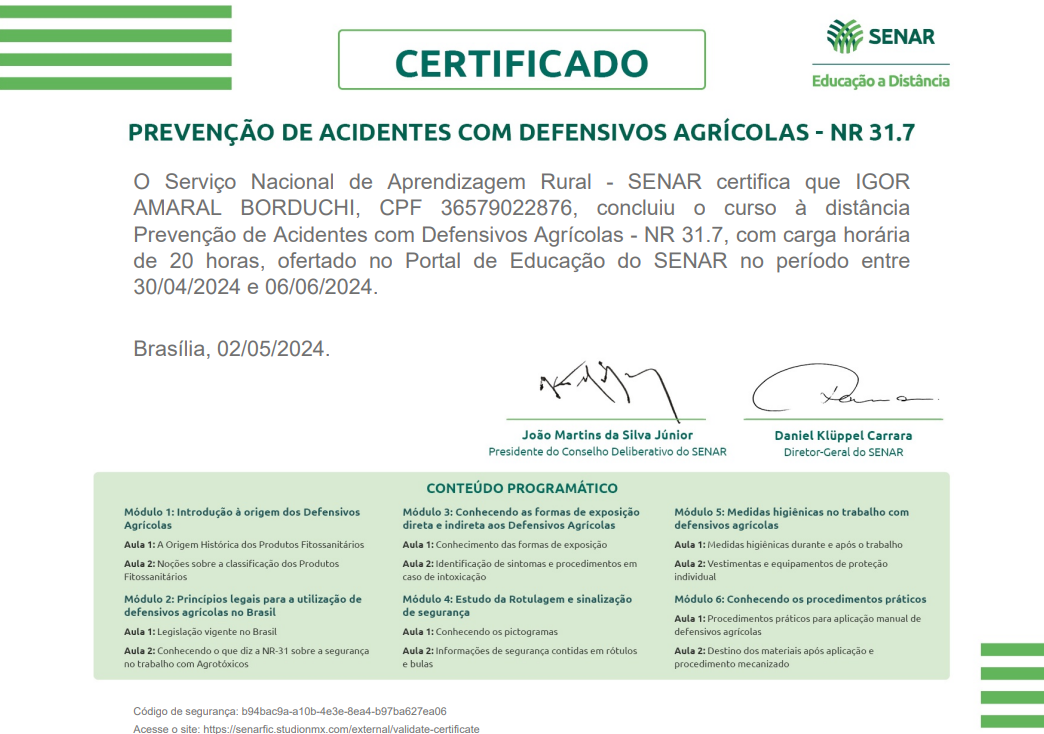 CERTIFICADO
SENAR
Educação a Distância
PREVENÇÃO DE ACIDENTES COM DEFENSIVOS AGRÍCOLAS - NR 31.7
O Serviço Nacional de Aprendizagem Rural - SENAR certifica que IGOR
AMARAL BORDUCHI, CPF 36579022876, concluiu o curso à distância
Prevenção de Acidentes com Defensivos Agrícolas - NR 31.7, com carga horária
de 20 horas, ofertado no Portal de Educação do SENAR no período entre
30/04/2024 e 06/06/2024.
Brasília, 02/05/2024.
João Martins da Silva Júnior
Presidente do Conselho Deliberativo do SENAR
Daniel Klüppel Carrara
Diretor-Geral do SENAR
CONTEÚDO PROGRAMÁTICO
Módulo 1: Introdução à origem dos Defensivos
Agrícolas
Aula 1: A Origem Histórica dos Produtos Fitossanitários
Aula 2: Noções sobre a classificação dos Produtos
Fitossanitários
Módulo 2: Princípios legais para a utilização de
defensivos agrícolas no Brasil
Aula 1: Legislação vigente no Brasil
Aula 2: Conhecendo o que diz a NR-31 sobre a segurança
no trabalho com Agrotóxicos
Módulo 3: Conhecendo as formas de exposição
direta e indireta aos Defensivos Agrícolas
Aula 1: Conhecimento das formas de exposição
Aula 2: Identificação de sintomas e procedimentos em
caso de intoxicação
Módulo 4: Estudo da Rotulagem e sinalização
de segurança
Aula 1: Conhecendo os pictogramas
Aula 2: Informações de segurança contidas em rótulos
e bulas
Módulo 5: Medidas higiênicas no trabalho com
defensivos agrícolas
Aula 1: Medidas higiênicas durante e após o trabalho
Aula 2: Vestimentas e equipamentos de proteção
individual
Módulo 6: Conhecendo os procedimentos práticos
Aula 1: Procedimentos práticos para aplicação manual de
defensivos agrícolas
Aula 2: Destino dos materiais após aplicação e
procedimento mecanizado
Código de segurança: b94bac9a-a10b-4e3e-8ea4-b97ba627ea06
Acesse o site: https://senarfic.studionmx.com/external/validate-certificate